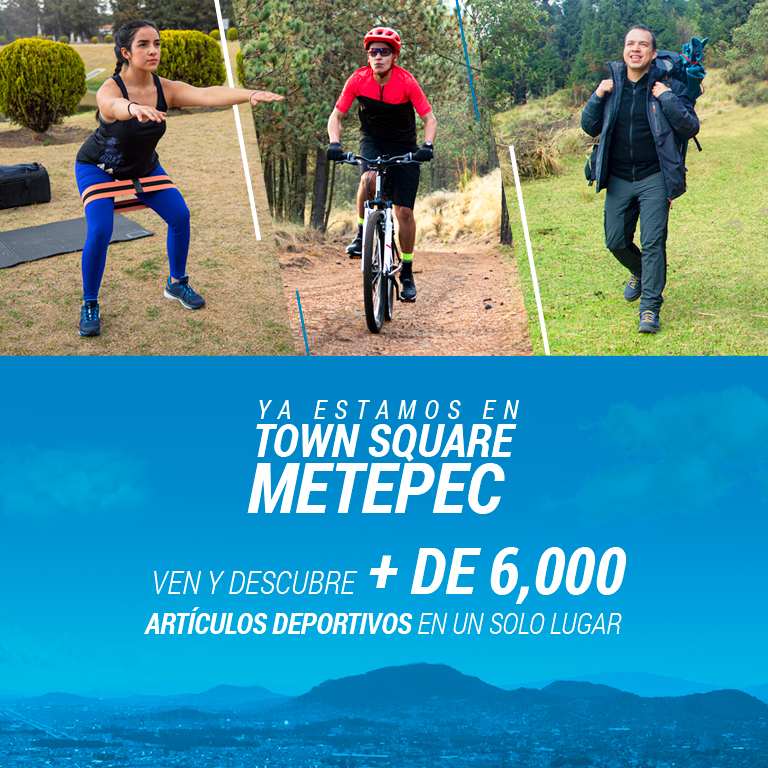 YA ESTAMOS EN
TOWN SQUARE
METEPEC
VEN Y DESCUBRE + DE 6,000
ARTÍCULOS DEPORTIVOS EN UN SOLO LUGAR